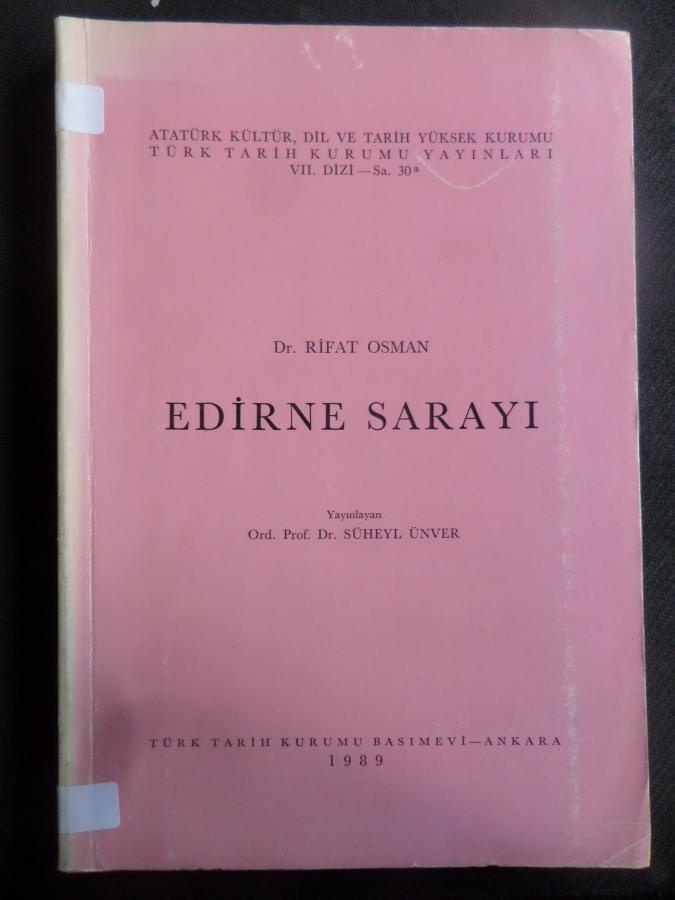 ATATÜRK KÜLTÜR, DİL VE TARİH YÜKSEK KURUMU
TÜRK TARİH KURUMU YAYINLARI
VII. DİZİ — Sa. 30ª
Dr. RİFAT OSMAN
EDİRNE SARAYI
Yayınlayan
Ord. Prof. Dr. SÜHEYL ÜNVER
TÜRK TARİH KURUMU BASIMEVİ — ANKARA
1989